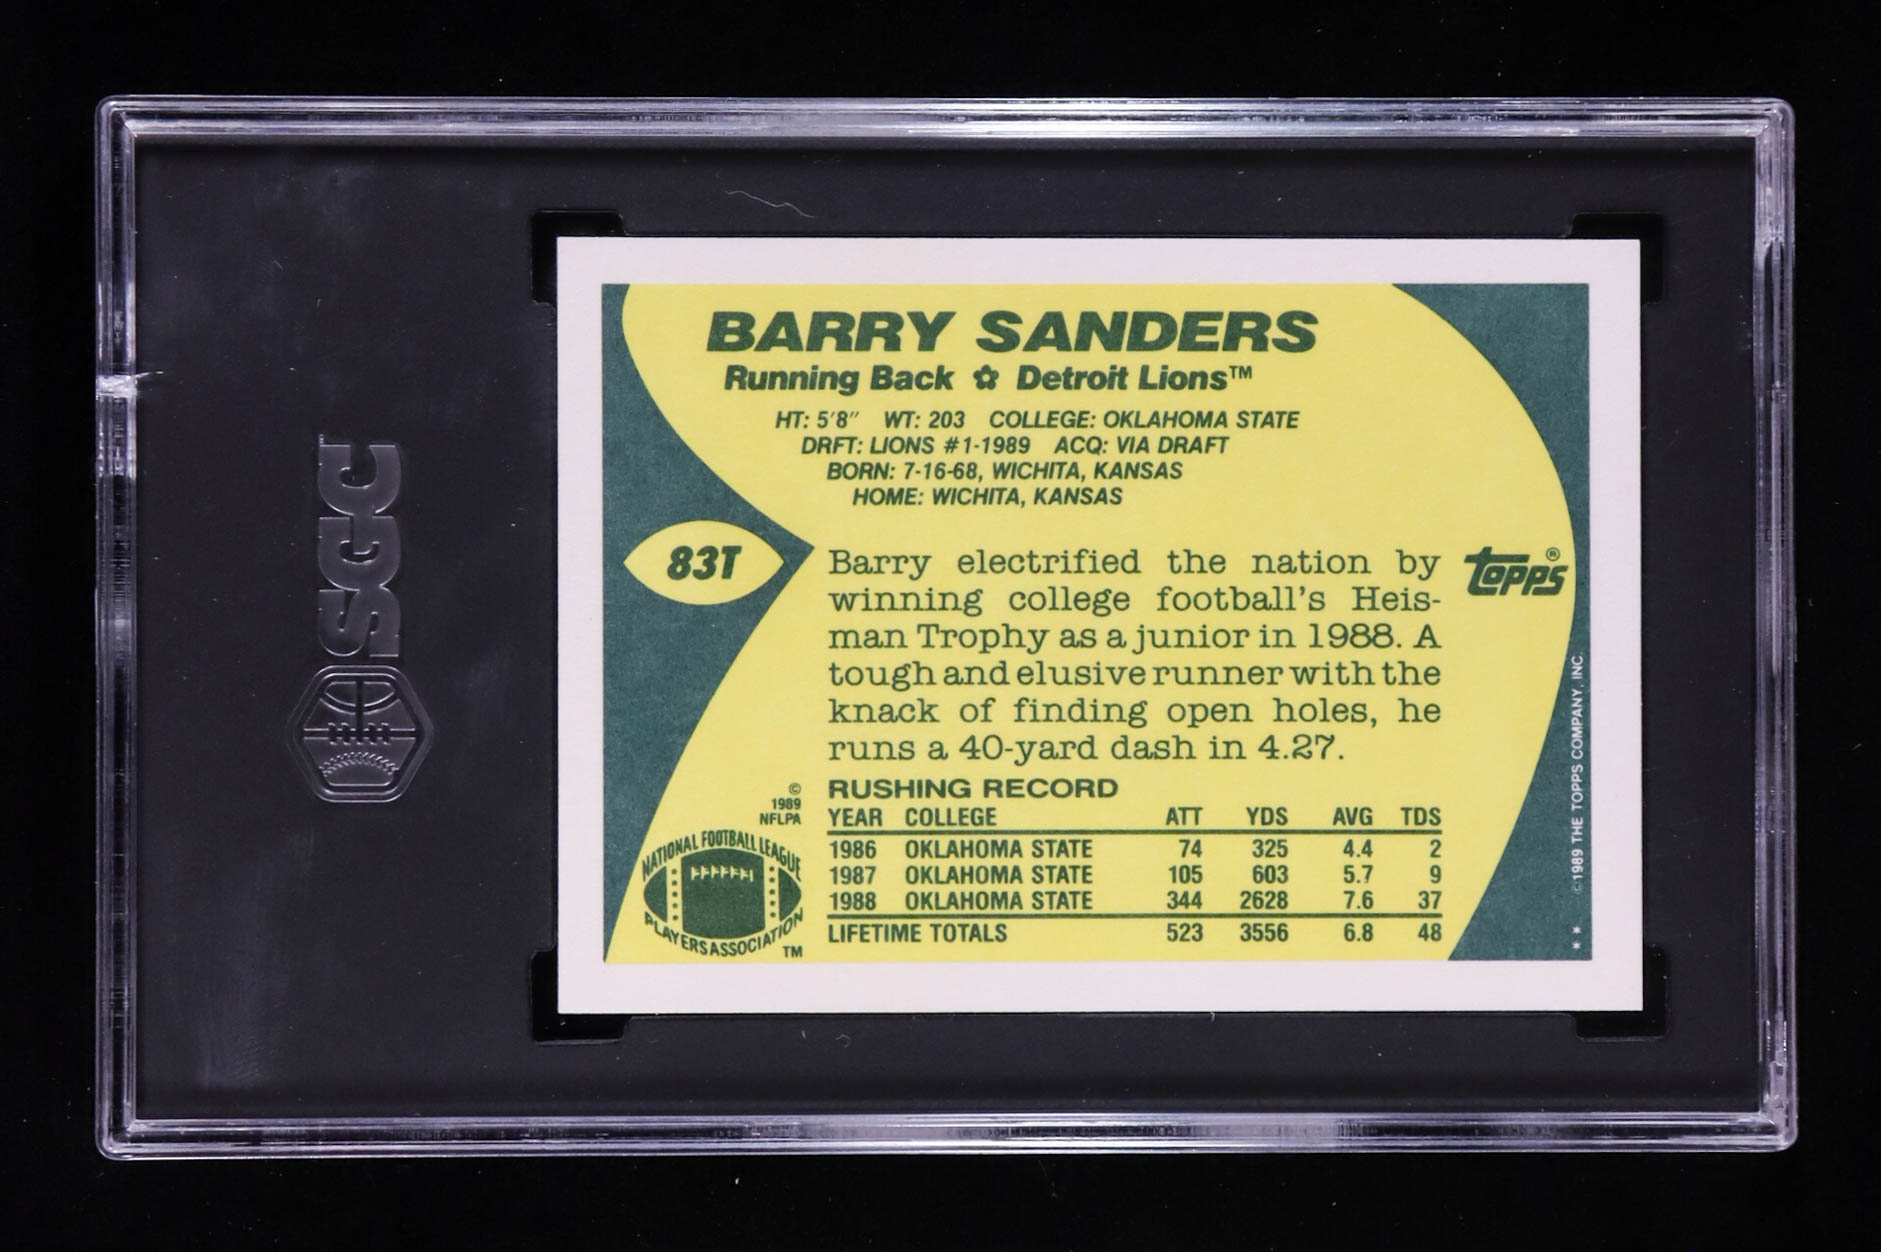 SGC
BARRY SANDERS
Running Back ✿ Detroit Lions™
HT: 5'8" WT: 203 COLLEGE: OKLAHOMA STATE
DRFT: LIONS #1-1989 ACQ: VIA DRAFT
BORN: 7-16-68, WICHITA, KANSAS
HOME: WICHITA, KANSAS
83T
Barry electrified the nation by
winning college football's Heis-
man Trophy as a junior in 1988. A
tough and elusive runner with the
knack of finding open holes, he
runs a 40-yard dash in 4.27.
topps®
RUSHING RECORD
YEAR COLLEGE ATT YDS AVG TDS
1986 OKLAHOMA STATE 74 325 4.4 2
1987 OKLAHOMA STATE 105 603 5.7 9
1988 OKLAHOMA STATE 344 2628 7.6 37
LIFETIME TOTALS 523 3556 6.8 48
©
1989
NFLPA
NATIONAL FOOTBALL LEAGUE
PLAYERS ASSOCIATION
TM
©1989 THE TOPPS COMPANY, INC.
**